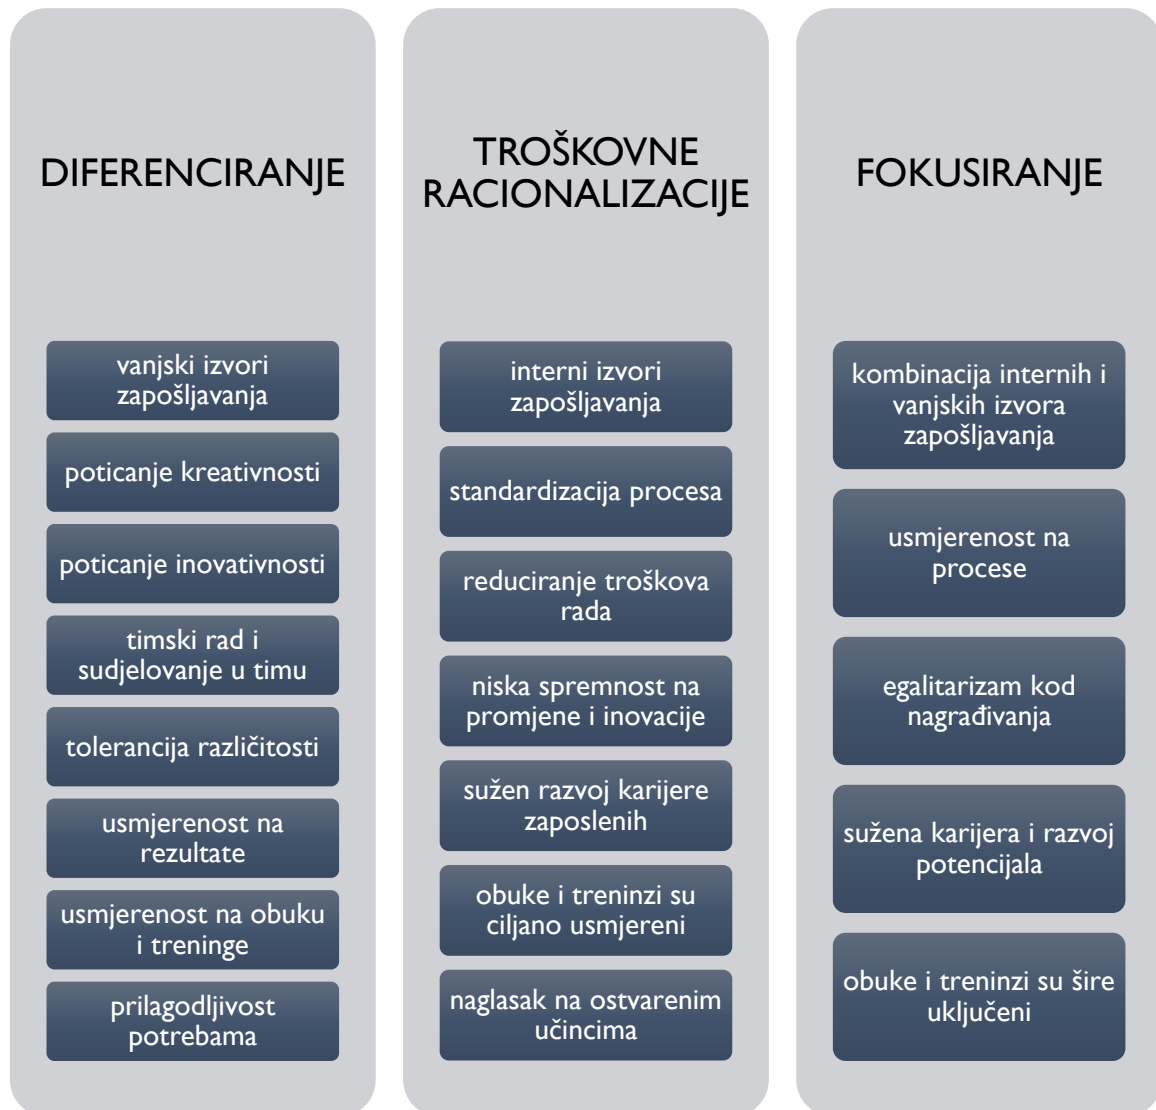 DIFERENCIRANJE
vanjski izvori
zapošljavanja
poticanje kreativnosti
poticanje inovativnosti
timski rad i
sudjelovanje u timu
tolerancija različitosti
usmjerenost na
rezultate
usmjerenost na obuku
i treninge
prilagodljivost
potrebama
TROŠKOVNE
RACIONALIZACIJE
interni izvori
zapošljavanja
standardizacija procesa
reduciranje troškova
rada
niska spremnost na
promjene i inovacije
sužen razvoj karijere
zaposlenih
obuke i treninzi su
ciljano usmjereni
naglasak na ostvarenim
učincima
FOKUSIRANJE
kombinacija internih i
vanjskih izvora
zapošljavanja
usmjerenost na
procese
egalitarizam kod
nagrađivanja
sužena karijera i razvoj
potencijala
obuke i treninzi su šire
uključeni